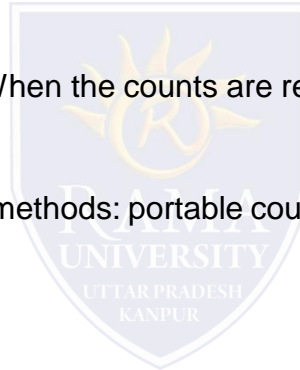 When the counts are re
methods: portable cou
R
RAMA
UNIVERSITY
UTTAR PRADESH
KANPUR